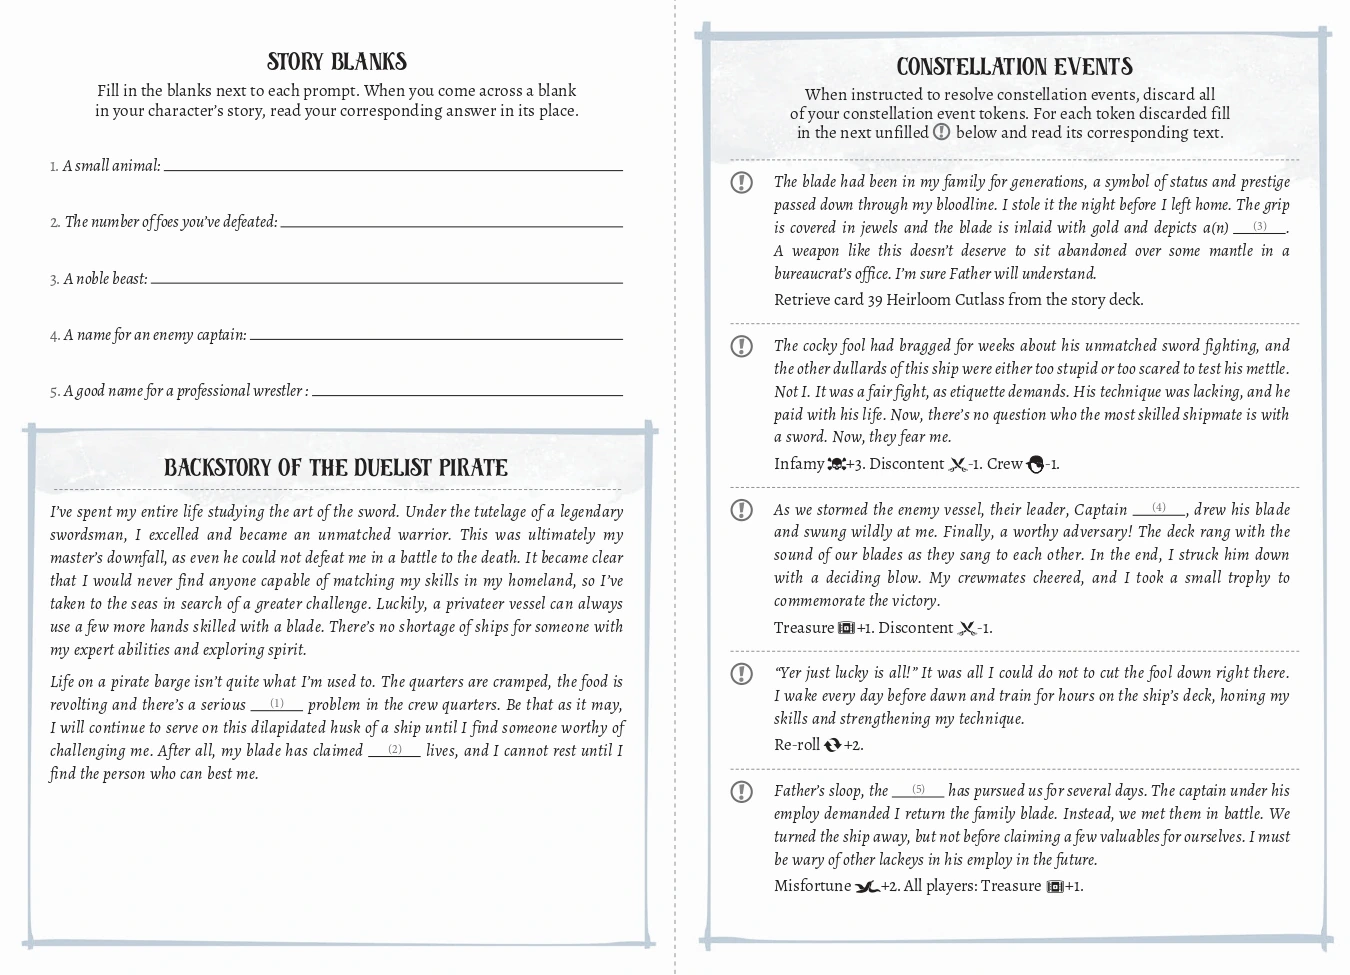 STORY BLANKS
Fill in the blanks next to each prompt. When you come across a blank
in your character's story, read your corresponding answer in its place.
1. A small animal:
2. The number of foes you've defeated:
3. A noble beast:
4. A name for an enemy captain:
5. A good name for a professional wrestler :
BACKSTORY OF THE DUELIST PIRATE
I've spent my entire life studying the art of the sword. Under the tutelage of a legendary
swordsman, I excelled and became an unmatched warrior. This was ultimately my
master's downfall, as even he could not defeat me in a battle to the death. It became clear
that I would never find anyone capable of matching my skills in my homeland, so I've
taken to the seas in search of a greater challenge. Luckily, a privateer vessel can always
use a few more hands skilled with a blade. There's no shortage of ships for someone with
my expert abilities and exploring spirit.
Life on a pirate barge isn't quite what I'm used to. The quarters are cramped, the food is
revolting and there's a serious (1) problem in the crew quarters. Be that as it may,
I will continue to serve on this dilapidated husk of a ship until I find someone worthy of
challenging me. After all, my blade has claimed (2) lives, and I cannot rest until I
find the person who can best me.
CONSTELLATION EVENTS
When instructed to resolve constellation events, discard all
of your constellation event tokens. For each token discarded fill
in the next unfilled ! below and read its corresponding text.
The blade had been in my family for generations, a symbol of status and prestige
passed down through my bloodline. I stole it the night before I left home. The grip
is covered in jewels and the blade is inlaid with gold and depicts a(n) (3).
A weapon like this doesn't deserve to sit abandoned over some mantle in a
bureaucrat's office. I'm sure Father will understand.
Retrieve card 39 Heirloom Cutlass from the story deck.
The cocky fool had bragged for weeks about his unmatched sword fighting, and
the other dullards of this ship were either too stupid or too scared to test his mettle.
Not I. It was a fair fight, as etiquette demands. His technique was lacking, and he
paid with his life. Now, there's no question who the most skilled shipmate is with
a sword. Now, they fear me.
Infamy +3. Discontent -1. Crew -1.
As we stormed the enemy vessel, their leader, Captain (4), drew his blade
and swung wildly at me. Finally, a worthy adversary! The deck rang with the
sound of our blades as they sang to each other. In the end, I struck him down
with a deciding blow. My crewmates cheered, and I took a small trophy to
commemorate the victory.
Treasure +1. Discontent -1.
"Yer just lucky is all!" It was all I could do not to cut the fool down right there.
I wake every day before dawn and train for hours on the ship's deck, honing my
skills and strengthening my technique.
Re-roll +2.
Father's sloop, the (5) has pursued us for several days. The captain under his
employ demanded I return the family blade. Instead, we met them in battle. We
turned the ship away, but not before claiming a few valuables for ourselves. I must
be wary of other lackeys in his employ in the future.
Misfortune +2. All players: Treasure +1.